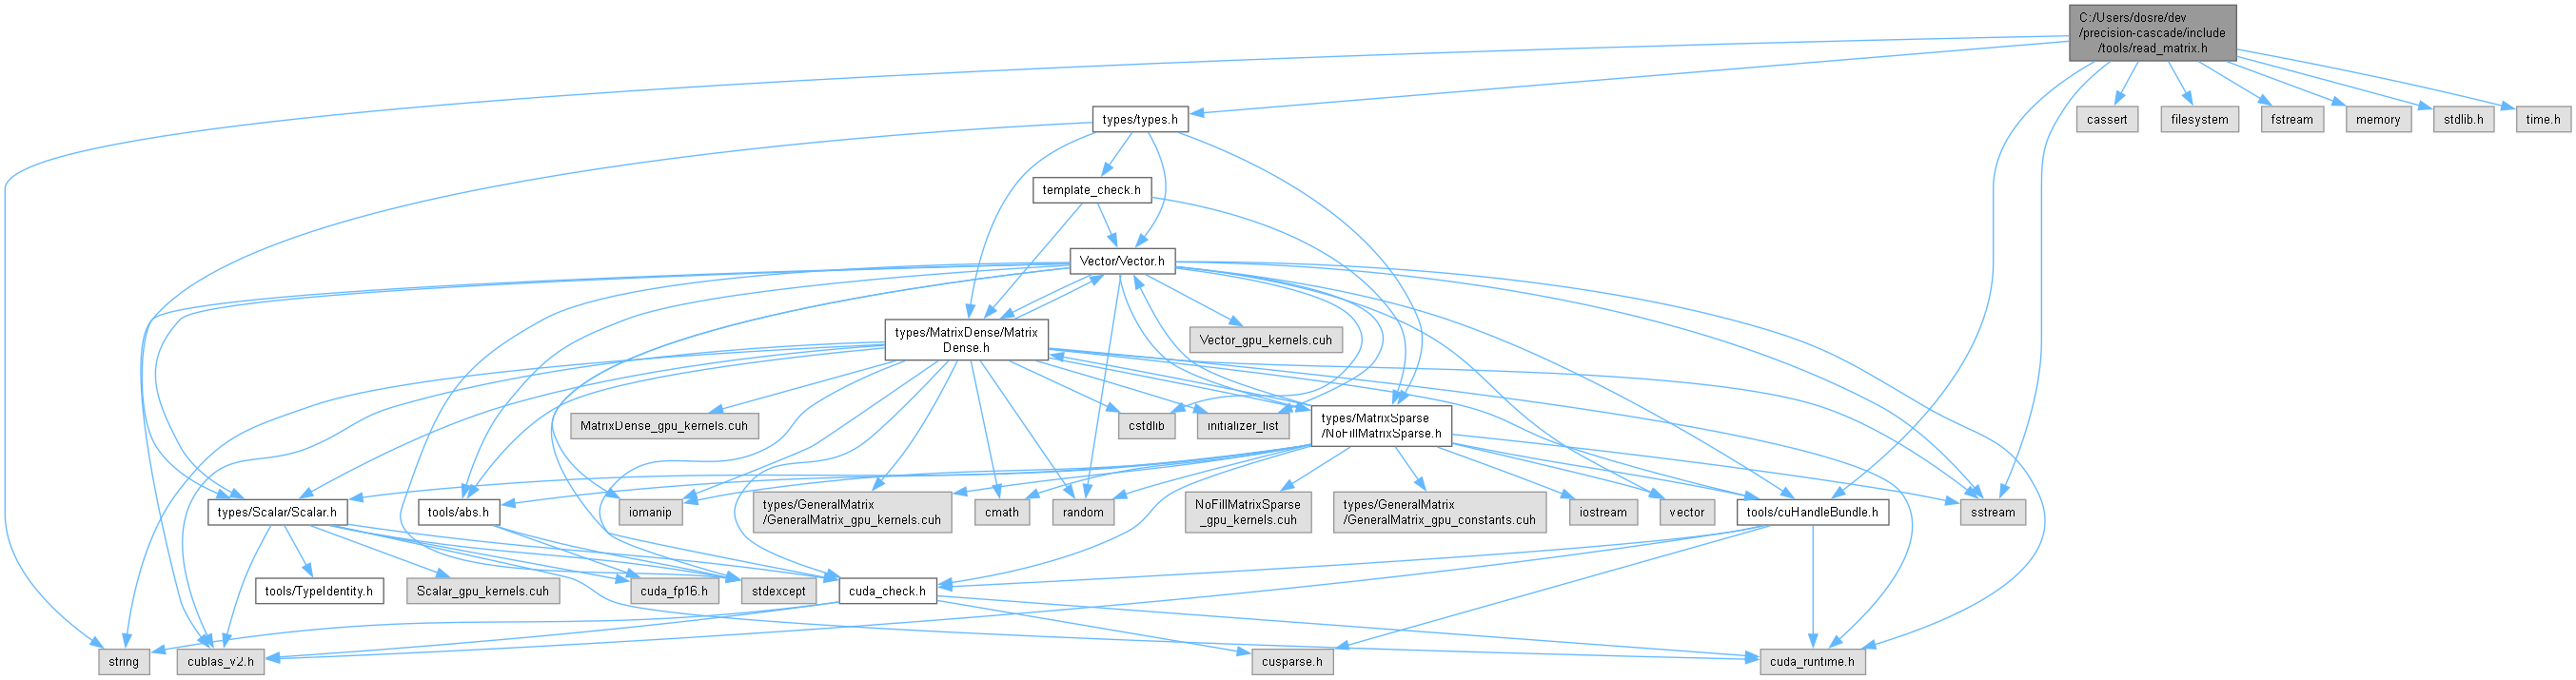 C:/Users/dosre/dev
/precision-cascade/include
/tools/read_matrix.h
types/types.h
cassert
filesystem
fstream
memory
stdlib.h
time.h
template_check.h
Vector/Vector.h
types/MatrixDense/Matrix
Dense.h
Vector_gpu_kernels.cuh
MatrixDense_gpu_kernels.cuh
cstdlib
initializer_list
types/MatrixSparse
/NoFillMatrixSparse.h
types/Scalar/Scalar.h
tools/abs.h
iomanip
types/GeneralMatrix
/GeneralMatrix_gpu_kernels.cuh
cmath
random
NoFillMatrixSparse
_gpu_kernels.cuh
types/GeneralMatrix
/GeneralMatrix_gpu_constants.cuh
iostream
vector
tools/cuHandleBundle.h
sstream
tools/TypeIdentity.h
Scalar_gpu_kernels.cuh
cuda_fp16.h
stdexcept
cuda_check.h
string
cublas_v2.h
cusparse.h
cuda_runtime.h